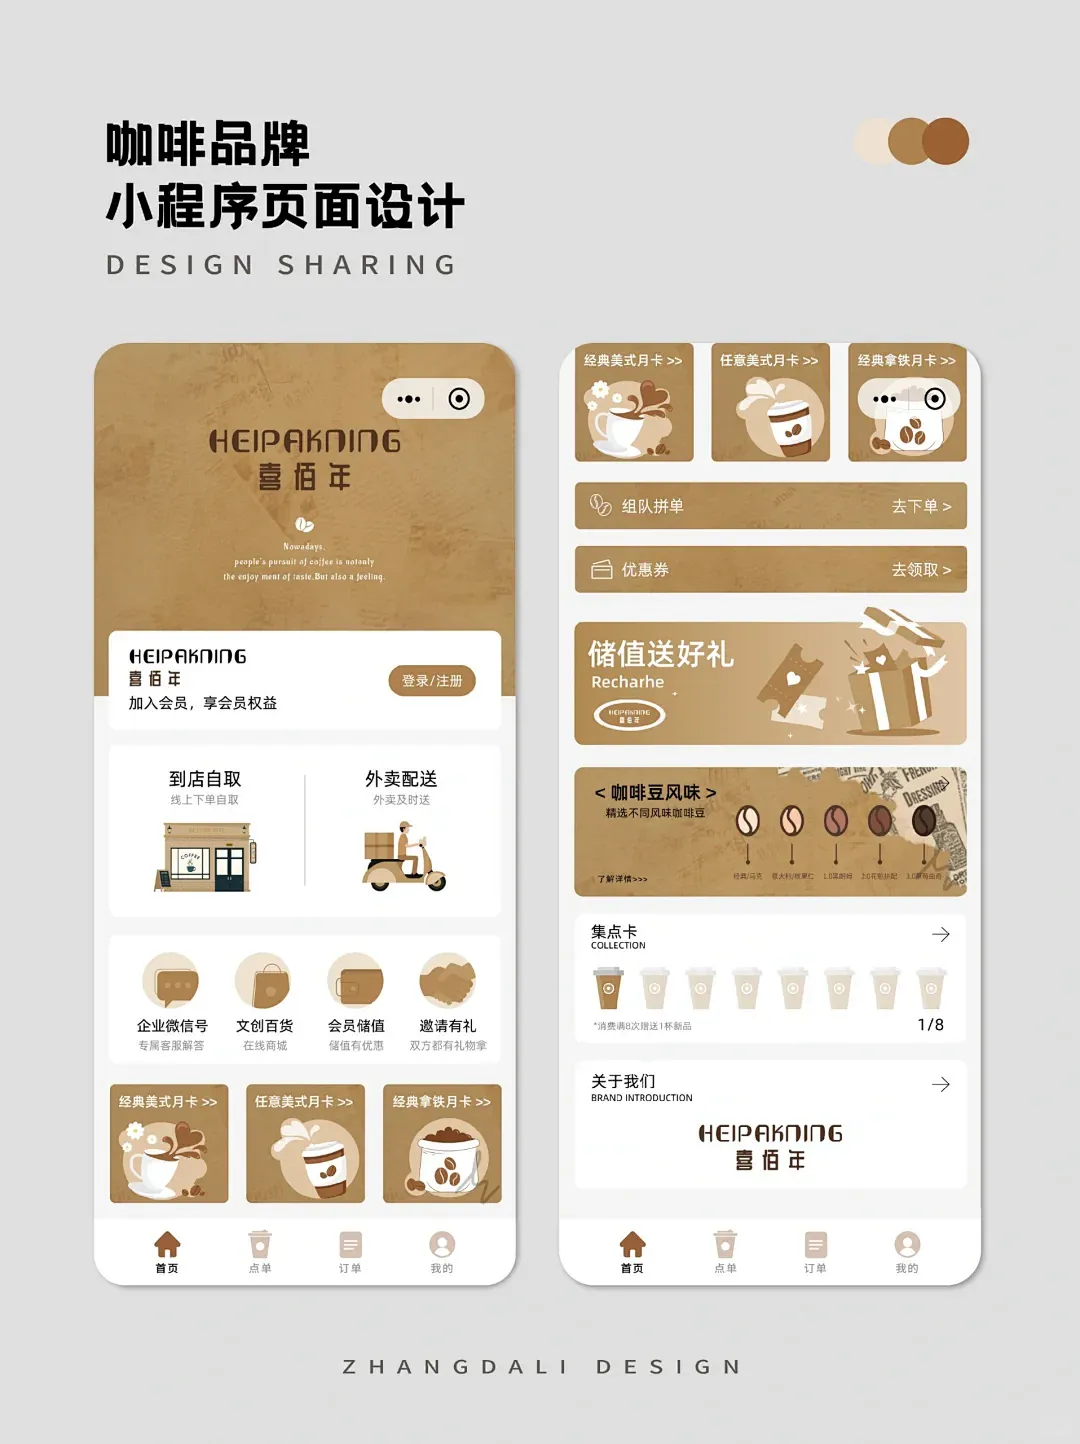 咖啡品牌
小程序页面设计
DESIGN SHARING
HEIPAKNING
喜佰年
Nowadays,
people's pursuit of coffee is notonly
the enjoy ment of taste.But also a feeling.
HEIPAKNING
喜佰年
加入会员，享会员权益
登录/注册
到店自取
线上下单自取
外卖配送
外卖及时送
COFFEE
企业微信号
专属客服解答
文创百货
在线商城
会员储值
储值有优惠
邀请有礼
双方都有礼物拿
经典美式月卡 >>
任意美式月卡 >>
经典拿铁月卡 >>
首页
点单
订单
我的
经典美式月卡 >>
任意美式月卡 >>
经典拿铁月卡 >>
组队拼单
去下单 >
优惠券
去领取 >
储值送好礼
Recharhe
HEIPAKNING
喜佰年
< 咖啡豆风味 >
精选不同风味咖啡豆
了解详情>>>
FRENCH
DRESSING
集点卡
COLLECTION
*消费满8次赠送1杯新品
1/8
关于我们
BRAND INTRODUCTION
HEIPAKNING
喜佰年
首页
点单
订单
我的
ZHANGDALI DESIGN